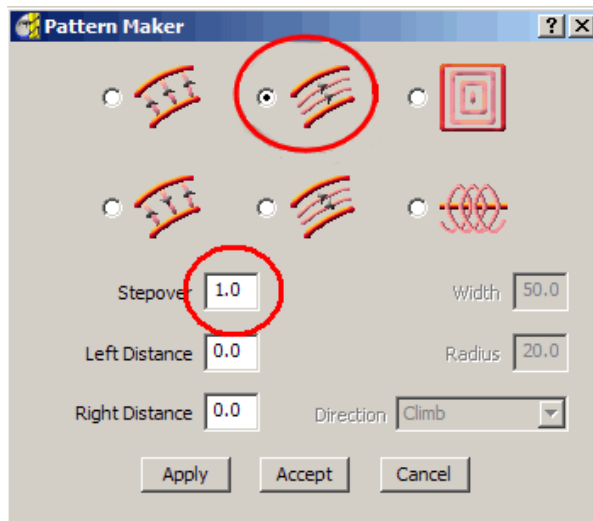 Pattern Maker
Stepover 1.0 Width 50.0
Left Distance 0.0 Radius 20.0
Right Distance 0.0 Direction Climb
Apply Accept Cancel